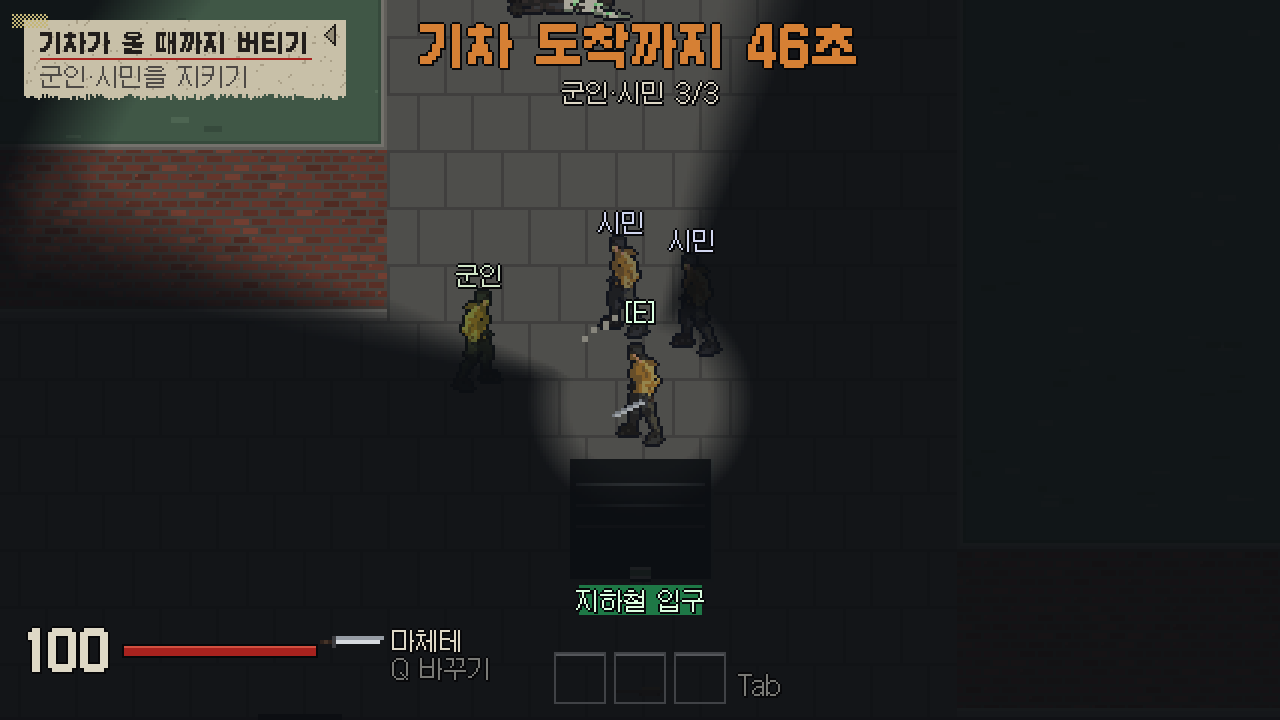 기차가 올 때까지 버티기
군인·시민을 지키기
기차 도착까지 46초
군인·시민 3/3
시민
시민
군인
[E]
지하철 입구
100
마체테
Q 바꾸기
Tab